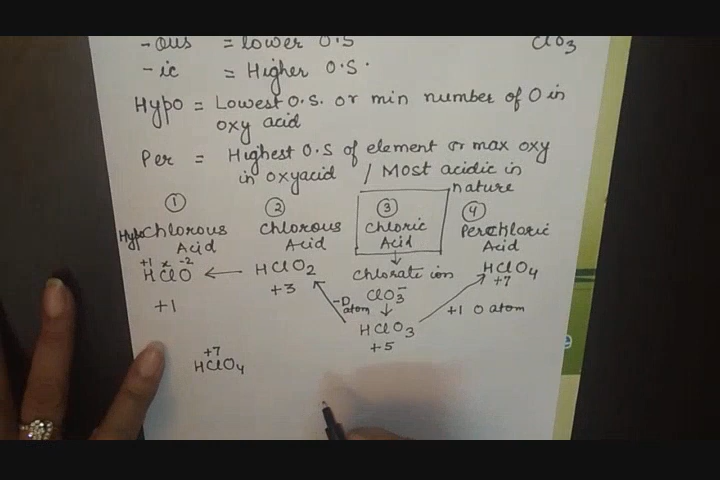 -ous = lower O.S
ClO3
-ic = Higher O.S.
Hypo = Lowest O.S. or min number of O in
oxy acid
Per = Highest O.S of element or max oxy
in oxyacid / Most acidic in
nature
① ② ③ ④
HypoChlorous Chlorous Chloric Perchloric
Acid Acid Acid Acid
+1 x -2
HClO ← HClO2 Chlorate ion HClO4
+1 +3 ClO3⁻ +7
-O atom +1 O atom
HClO3
+5
+7
HClO4